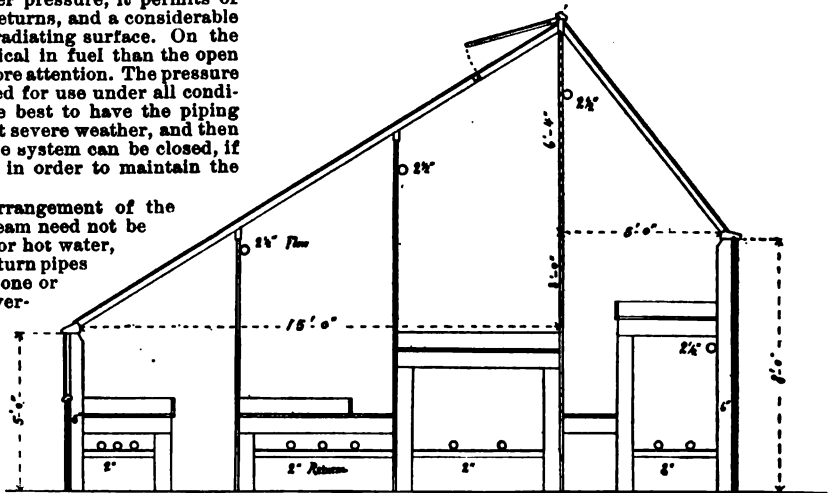 er pressure, it permits of
eturns, and a considerable
radiating surface. On the
ical in fuel than the open
ore attention. The pressure
ed for use under all condi-
e best to have the piping
t severe weather, and then
e system can be closed, if
in order to maintain the
rrangement of the
eam need not be
or hot water,
turn pipes
one or
ver-
2½"
6'-4"
2½"
2½" Flow
5'-0"
3'-0"
15'-0"
2½"
5'-0"
8'-0"
6"
6"
2"
2" Returns
2"
2"